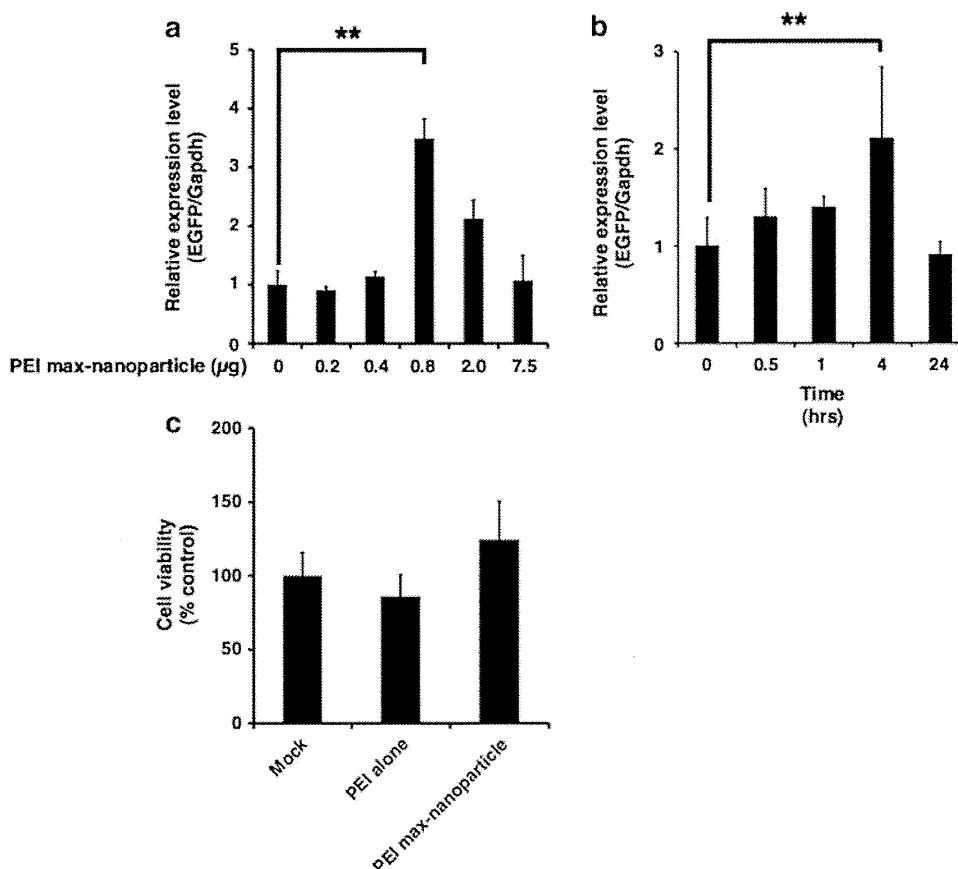 a
**
Relative expression level
(EGFP/Gapdh)
5
4
3
2
1
0
PEI max-nanoparticle (µg) 0 0.2 0.4 0.8 2.0 7.5
b
**
Relative expression level
(EGFP/Gapdh)
3
2
1
0
0 0.5 1 4 24
Time
(hrs)
c
Cell viability
(% control)
200
150
100
50
0
Mock
PEI alone
PEI max-nanoparticle